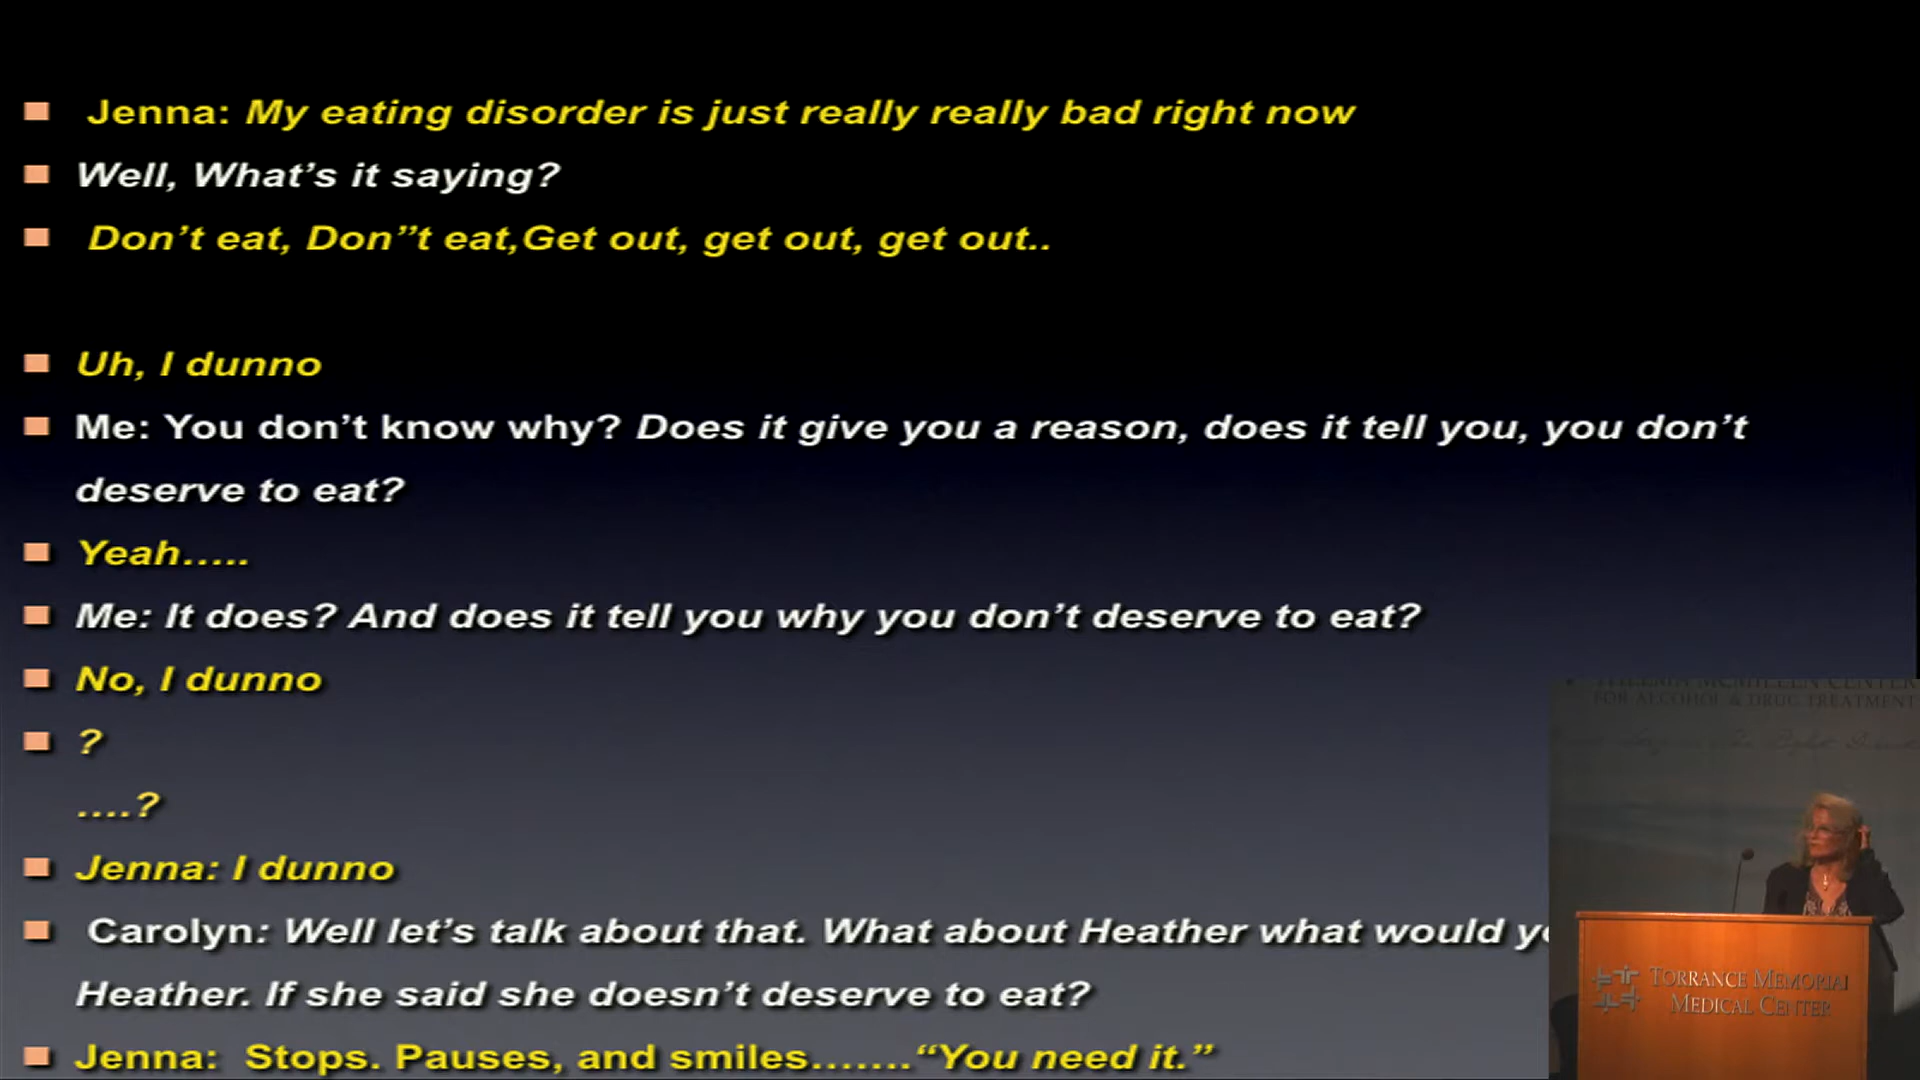 Jenna: My eating disorder is just really really bad right now
Well, What’s it saying?
Don’t eat, Don’’t eat,Get out, get out, get out..
Uh, I dunno
Me: You don’t know why? Does it give you a reason, does it tell you, you don’t
deserve to eat?
Yeah.....
Me: It does? And does it tell you why you don’t deserve to eat?
No, I dunno
?
....?
Jenna: I dunno
Carolyn: Well let’s talk about that. What about Heather what would
Heather. If she said she doesn’t deserve to eat?
Jenna: Stops. Pauses, and smiles.......“You need it.”
CENTER
FOR ALCOHOL & DRUG TREATMENT
TORRANCE MEMORIAL
MEDICAL CENTER